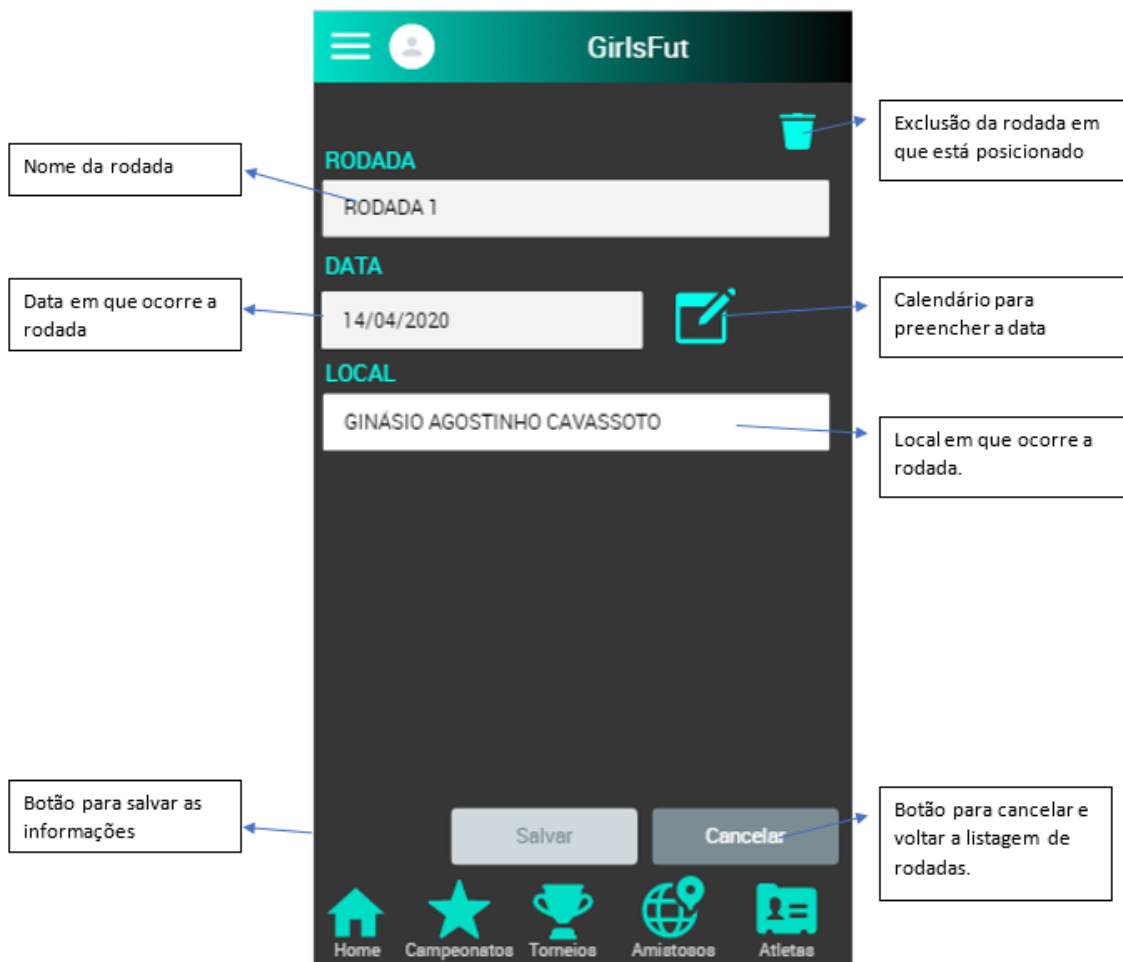 GirlsFut
Exclusão da rodada em
que está posicionado
Nome da rodada
RODADA
RODADA 1
DATA
Data em que ocorre a
rodada
14/04/2020
Calendário para
preencher a data
LOCAL
GINÁSIO AGOSTINHO CAVASSOTO
Local em que ocorre a
rodada.
Botão para salvar as
informações
Salvar
Cancelar
Botão para cancelar e
voltar a listagem de
rodadas.
Home Campeonatos Torneios Amistosos Atletas